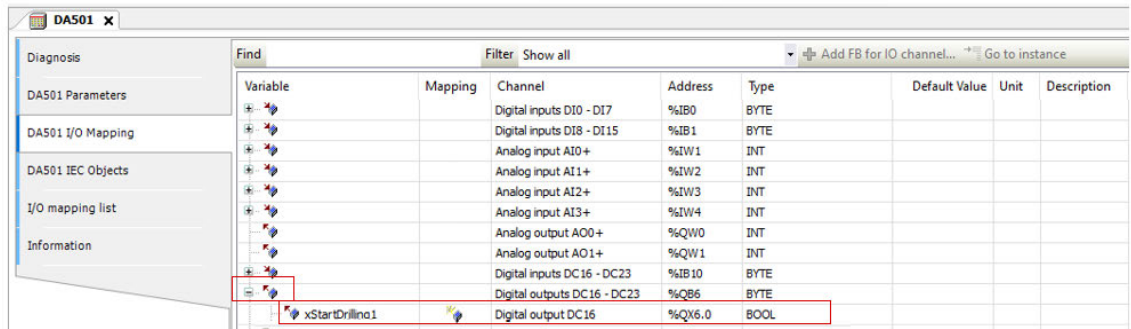 DA501 X
Diagnosis
DA501 Parameters
DA501 I/O Mapping
DA501 IEC Objects
I/O mapping list
Information
Find Filter Show all Add FB for IO channel... Go to instance
Variable Mapping Channel Address Type Default Value Unit Description
Digital inputs DI0 - DI7 %IB0 BYTE
Digital inputs DI8 - DI15 %IB1 BYTE
Analog input AI0+ %IW1 INT
Analog input AI1+ %IW2 INT
Analog input AI2+ %IW3 INT
Analog input AI3+ %IW4 INT
Analog output AO0+ %QW0 INT
Analog output AO1+ %QW1 INT
Digital inputs DC16 - DC23 %IB10 BYTE
Digital outputs DC16 - DC23 %QB6 BYTE
xStartDrilling1 Digital output DC16 %QX6.0 BOOL